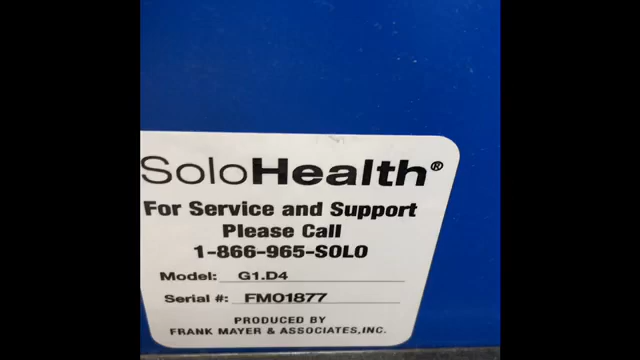 SoloHealth®
For Service and Support
Please Call
1-866-965-SOLO
Model: G1.D4
Serial #: FM01877
PRODUCED BY
FRANK MAYER & ASSOCIATES,INC.